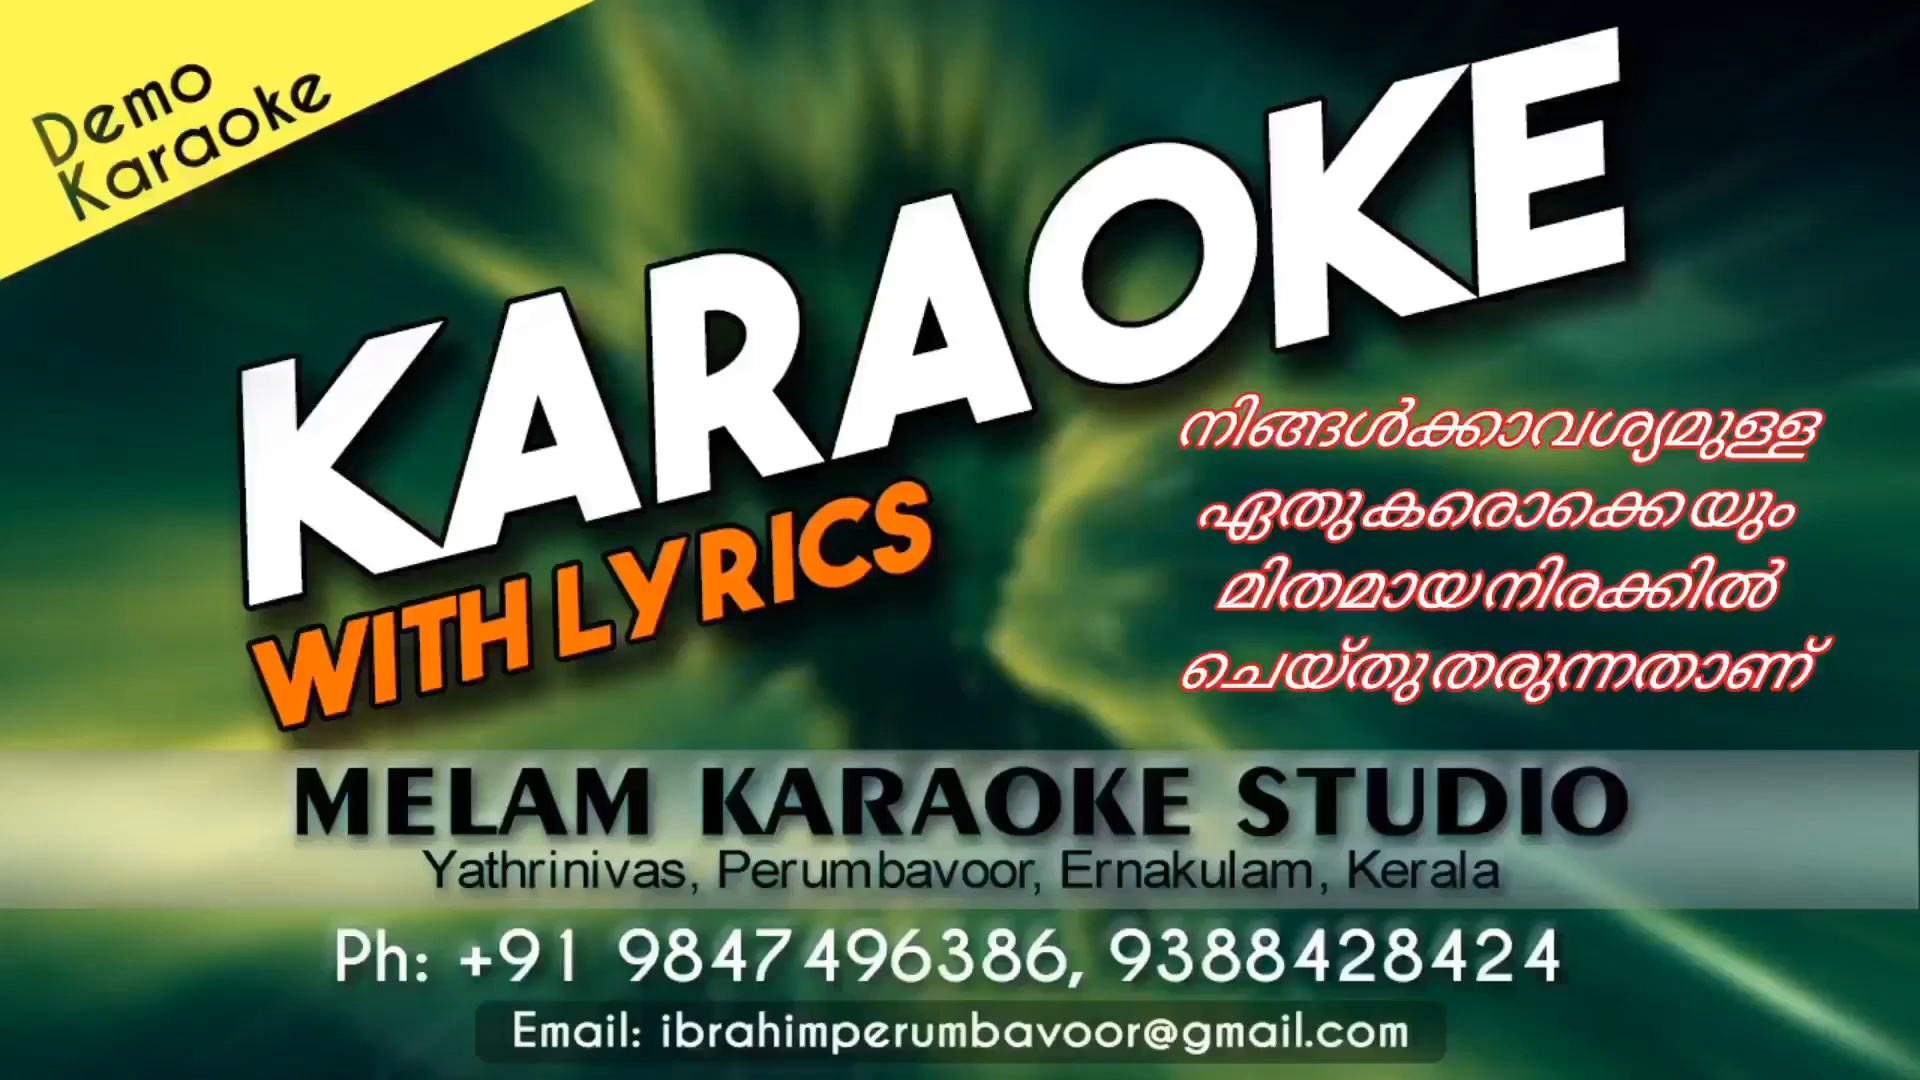 Demo
Karaoke
KARAOKE
WITH LYRICS
നിങ്ങൾക്കാവശ്യമുള്ള
ഏതുകരൊക്കെയും
മിതമായനിരക്കിൽ
ചെയ്തുതരുന്നതാണ്
MELAM KARAOKE STUDIO
Yathrinivas, Perumbavoor, Ernakulam, Kerala
Ph: +91 9847496386, 9388428424
Email: ibrahimperumbavoor@gmail.com